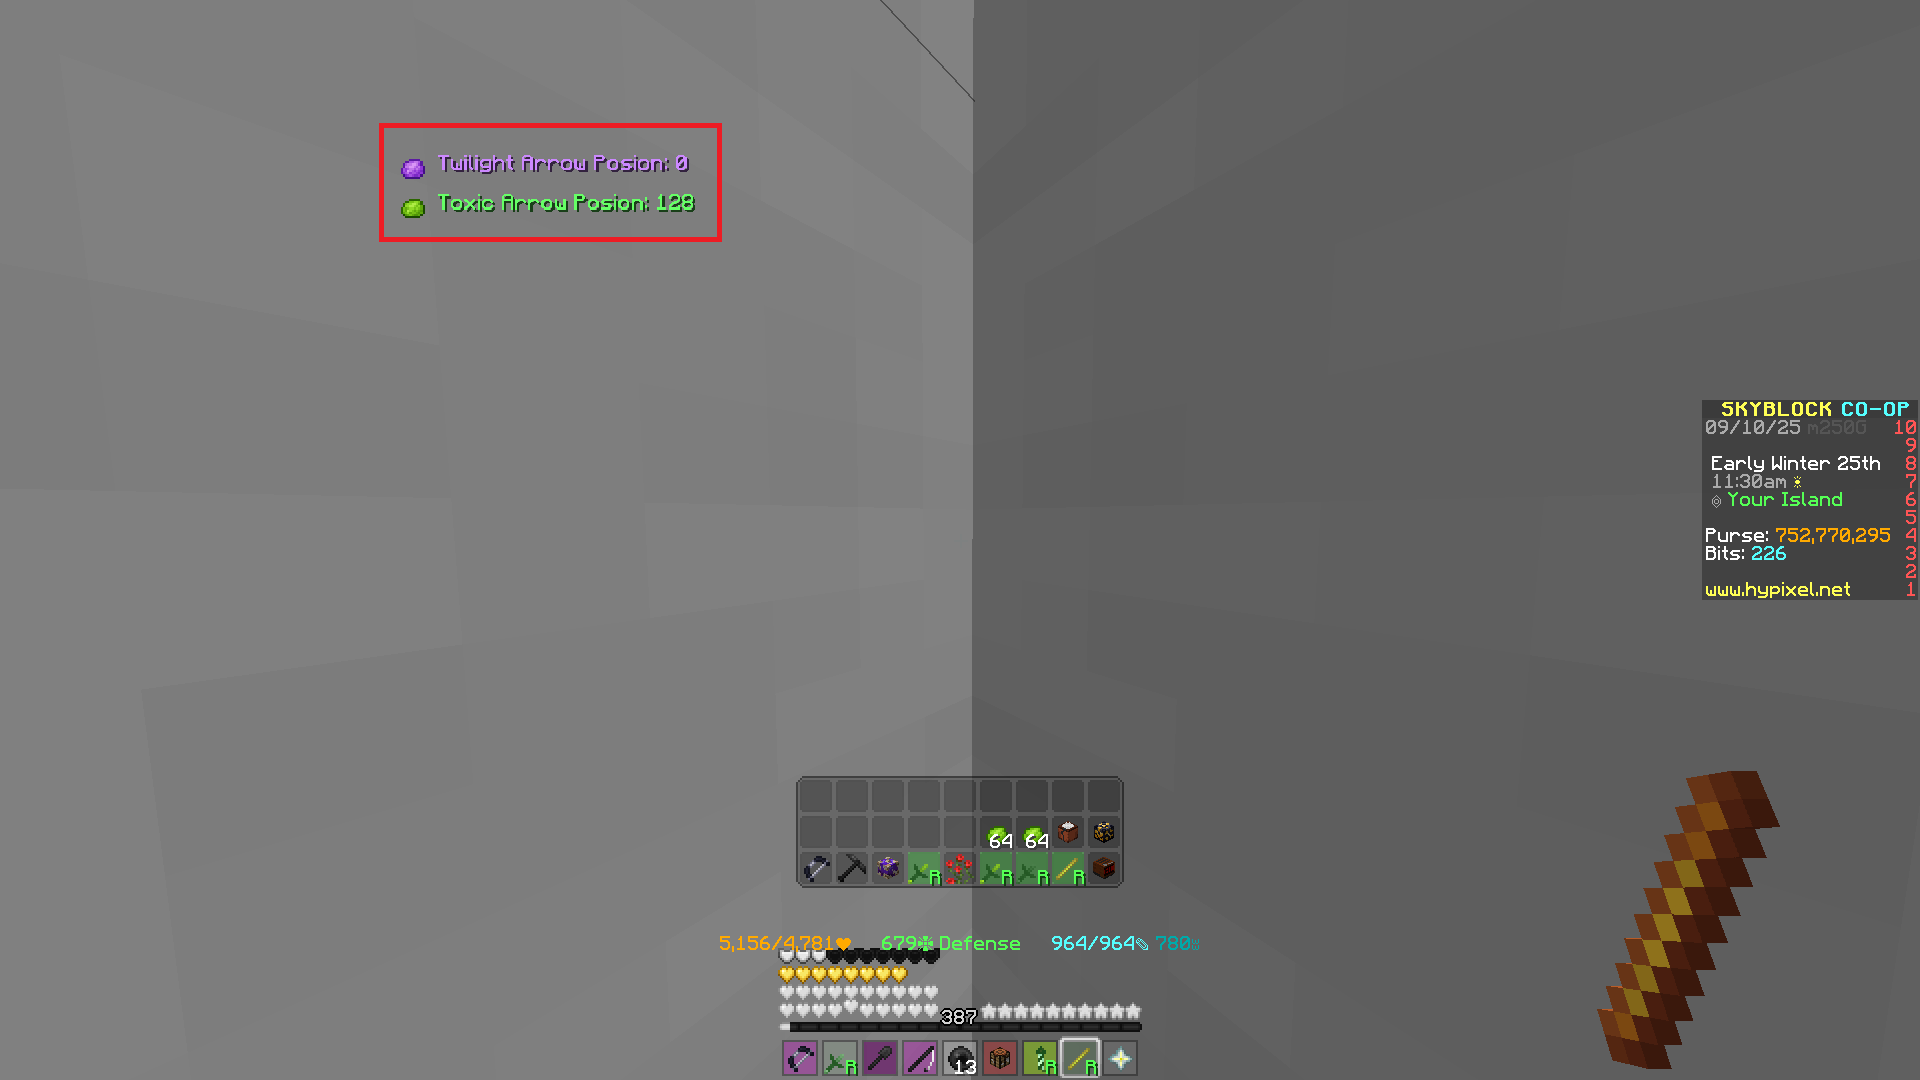 Twilight Arrow Posion: 0
Toxic Arrow Posion: 128
SKYBLOCK CO-OP
09/10/25 m250G 10
9
Early Winter 25th 8
11:30am 7
Your Island 6
5
Purse: 752,770,295 4
Bits: 226 3
2
www.hypixel.net 1
64 64
R R R R
5,156/4,781 679 Defense 964/964 780
387
R 13 R R